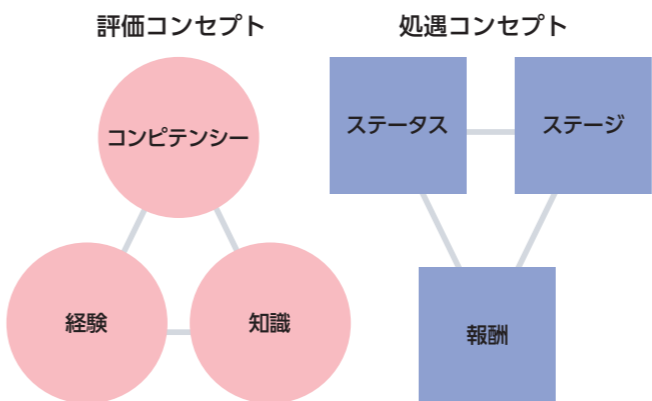 評価コンセプト
処遇コンセプト
コンピテンシー
ステータス
ステージ
経験
知識
報酬